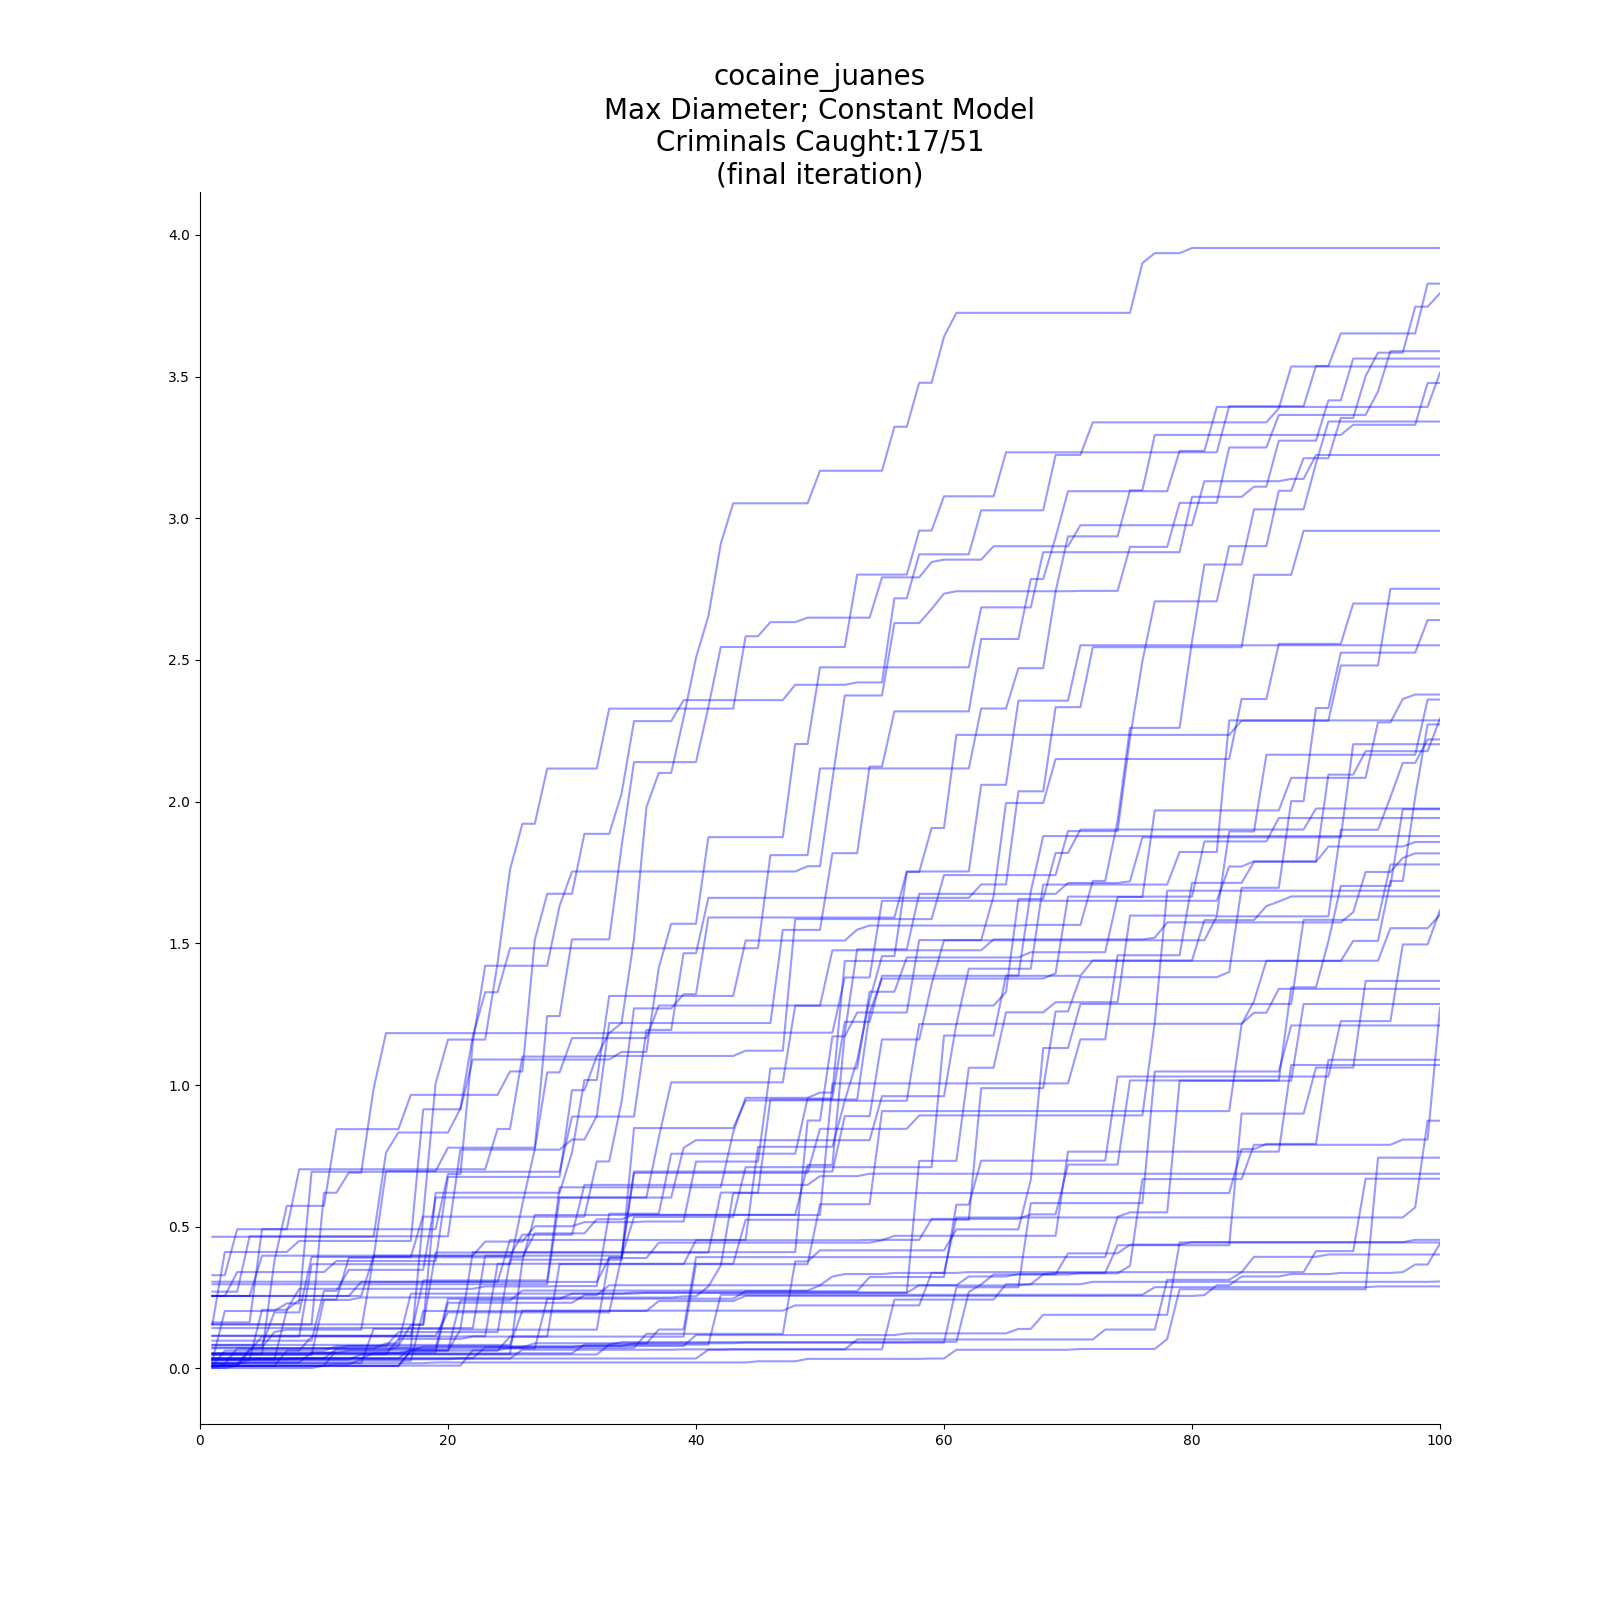 cocaine_juanes
Max Diameter; Constant Model
Criminals Caught:17/51
(final iteration)
4.0
3.5
3.0
2.5
2.0
1.5
1.0
0.5
0.0
0 20 40 60 80 100